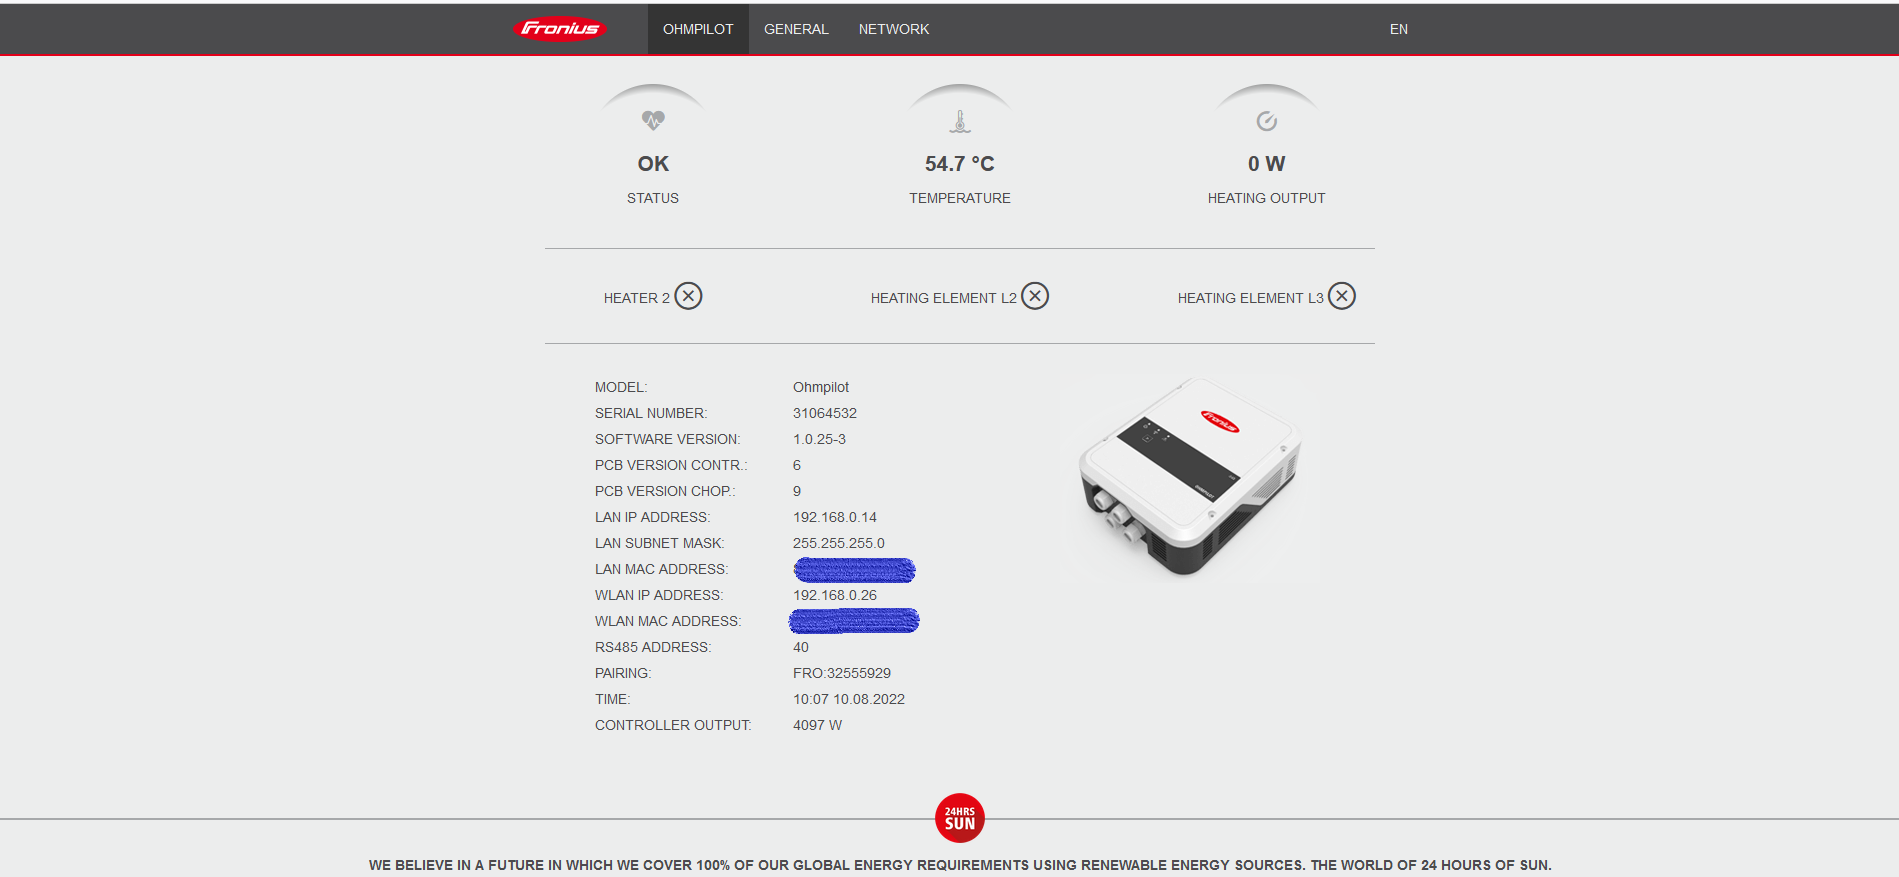 Fronius OHMPILOT GENERAL NETWORK EN
OK 54.7 °C 0 W
STATUS TEMPERATURE HEATING OUTPUT
HEATER 2 HEATING ELEMENT L2 HEATING ELEMENT L3
MODEL: Ohmpilot
SERIAL NUMBER: 31064532
SOFTWARE VERSION: 1.0.25-3
PCB VERSION CONTR.: 6
PCB VERSION CHOP.: 9
LAN IP ADDRESS: 192.168.0.14
LAN SUBNET MASK: 255.255.255.0
LAN MAC ADDRESS:
WLAN IP ADDRESS: 192.168.0.26
WLAN MAC ADDRESS:
RS485 ADDRESS: 40
PAIRING: FRO:32555929
TIME: 10:07 10.08.2022
CONTROLLER OUTPUT: 4097 W
Fronius
OHMPILOT
24HRS
SUN
WE BELIEVE IN A FUTURE IN WHICH WE COVER 100% OF OUR GLOBAL ENERGY REQUIREMENTS USING RENEWABLE ENERGY SOURCES. THE WORLD OF 24 HOURS OF SUN.